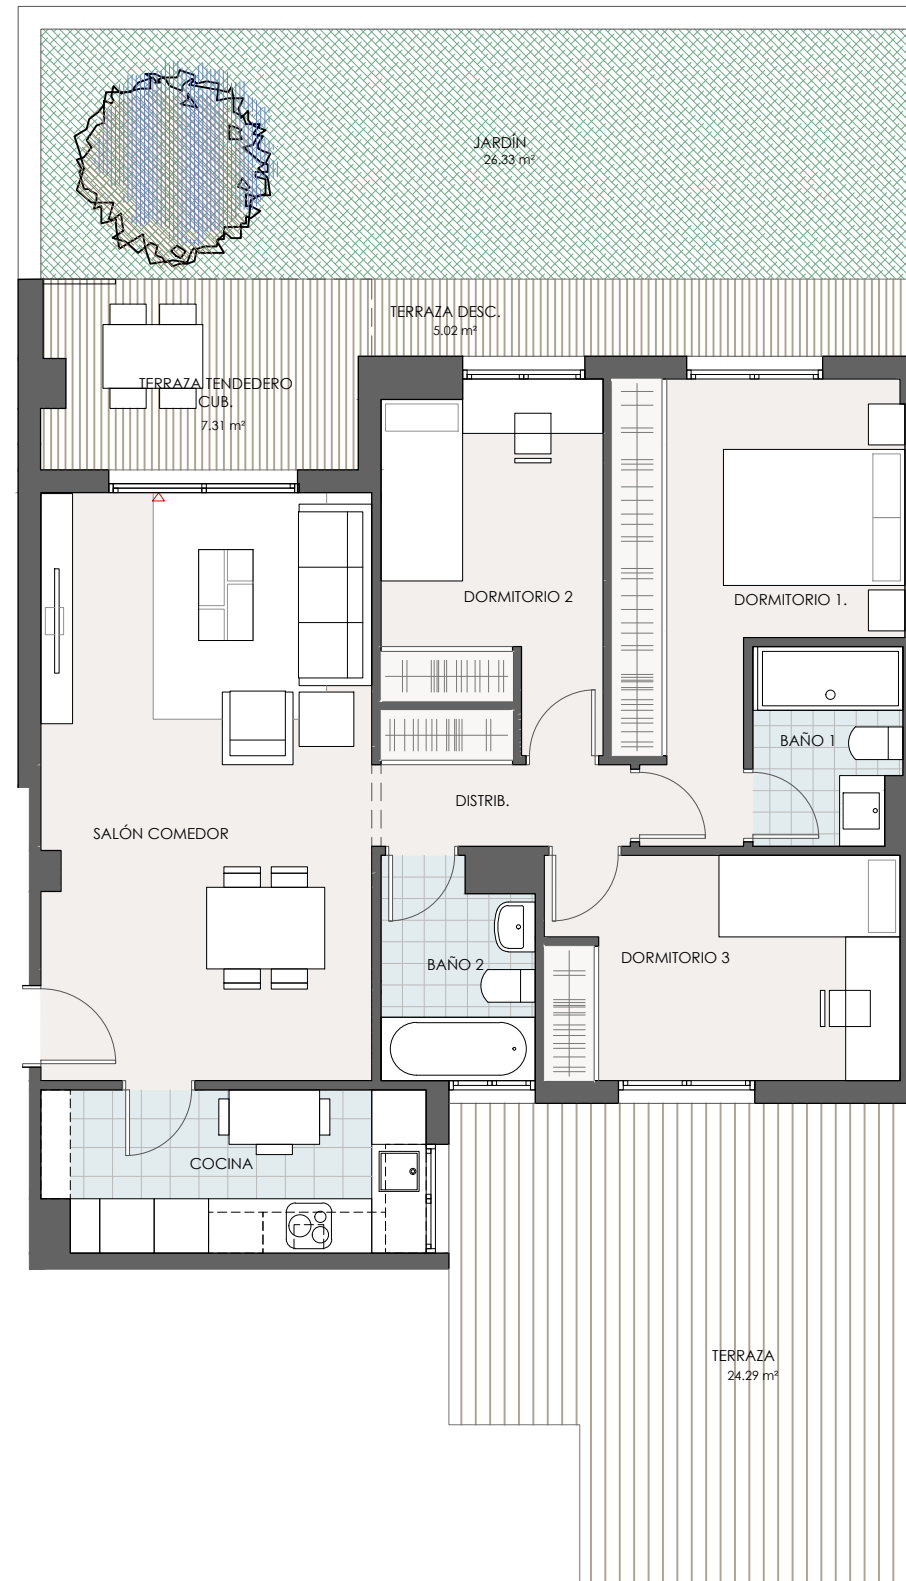 JARDÍN
26.33 m²
TERRAZA DESC.
5.02 m²
TERRAZA TENDEDERO
CUB.
7.31 m²
DORMITORIO 2
DORMITORIO 1.
BAÑO 1
DISTRIB.
SALÓN COMEDOR
DORMITORIO 3
BAÑO 2
COCINA
TERRAZA
24.29 m²